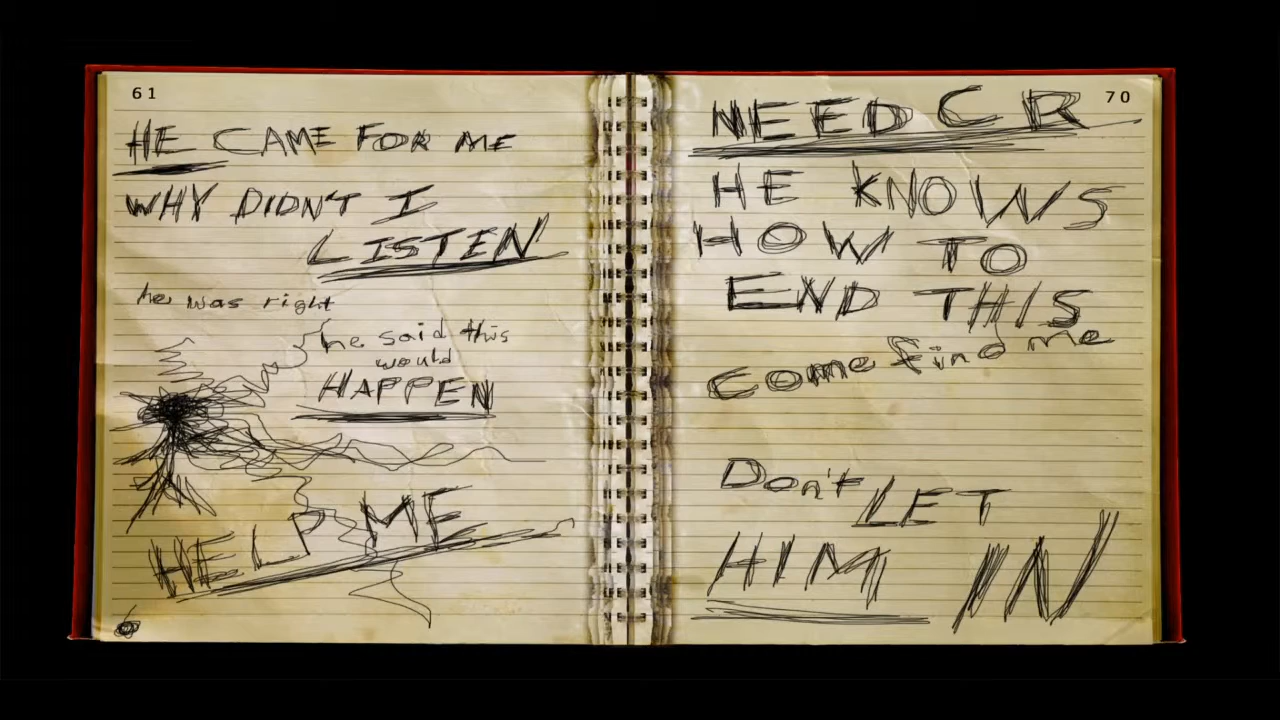 61
HE CAME FOR ME
WHY DIDN'T I
LISTEN
he was right
he said this
would
HAPPEN
HELP ME
70
NEED CR
HE KNOWS
HOW TO
END THIS
come find me
Don't LET
HIM IN